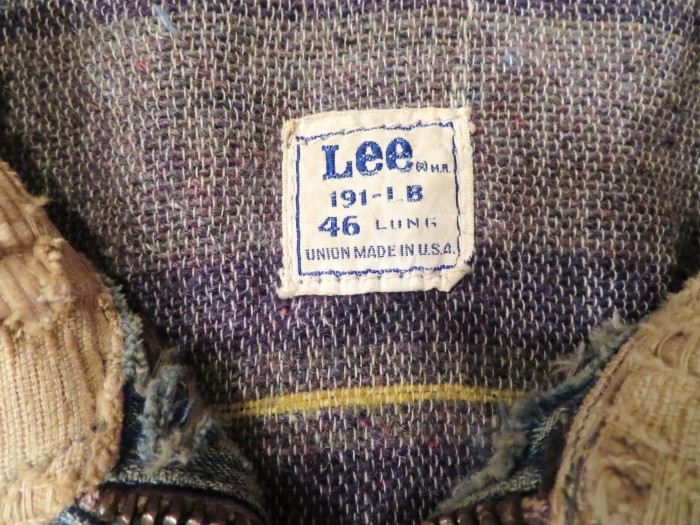 Lee ® M.R.
191-LB
46 LONG
UNION MADE IN U.S.A.